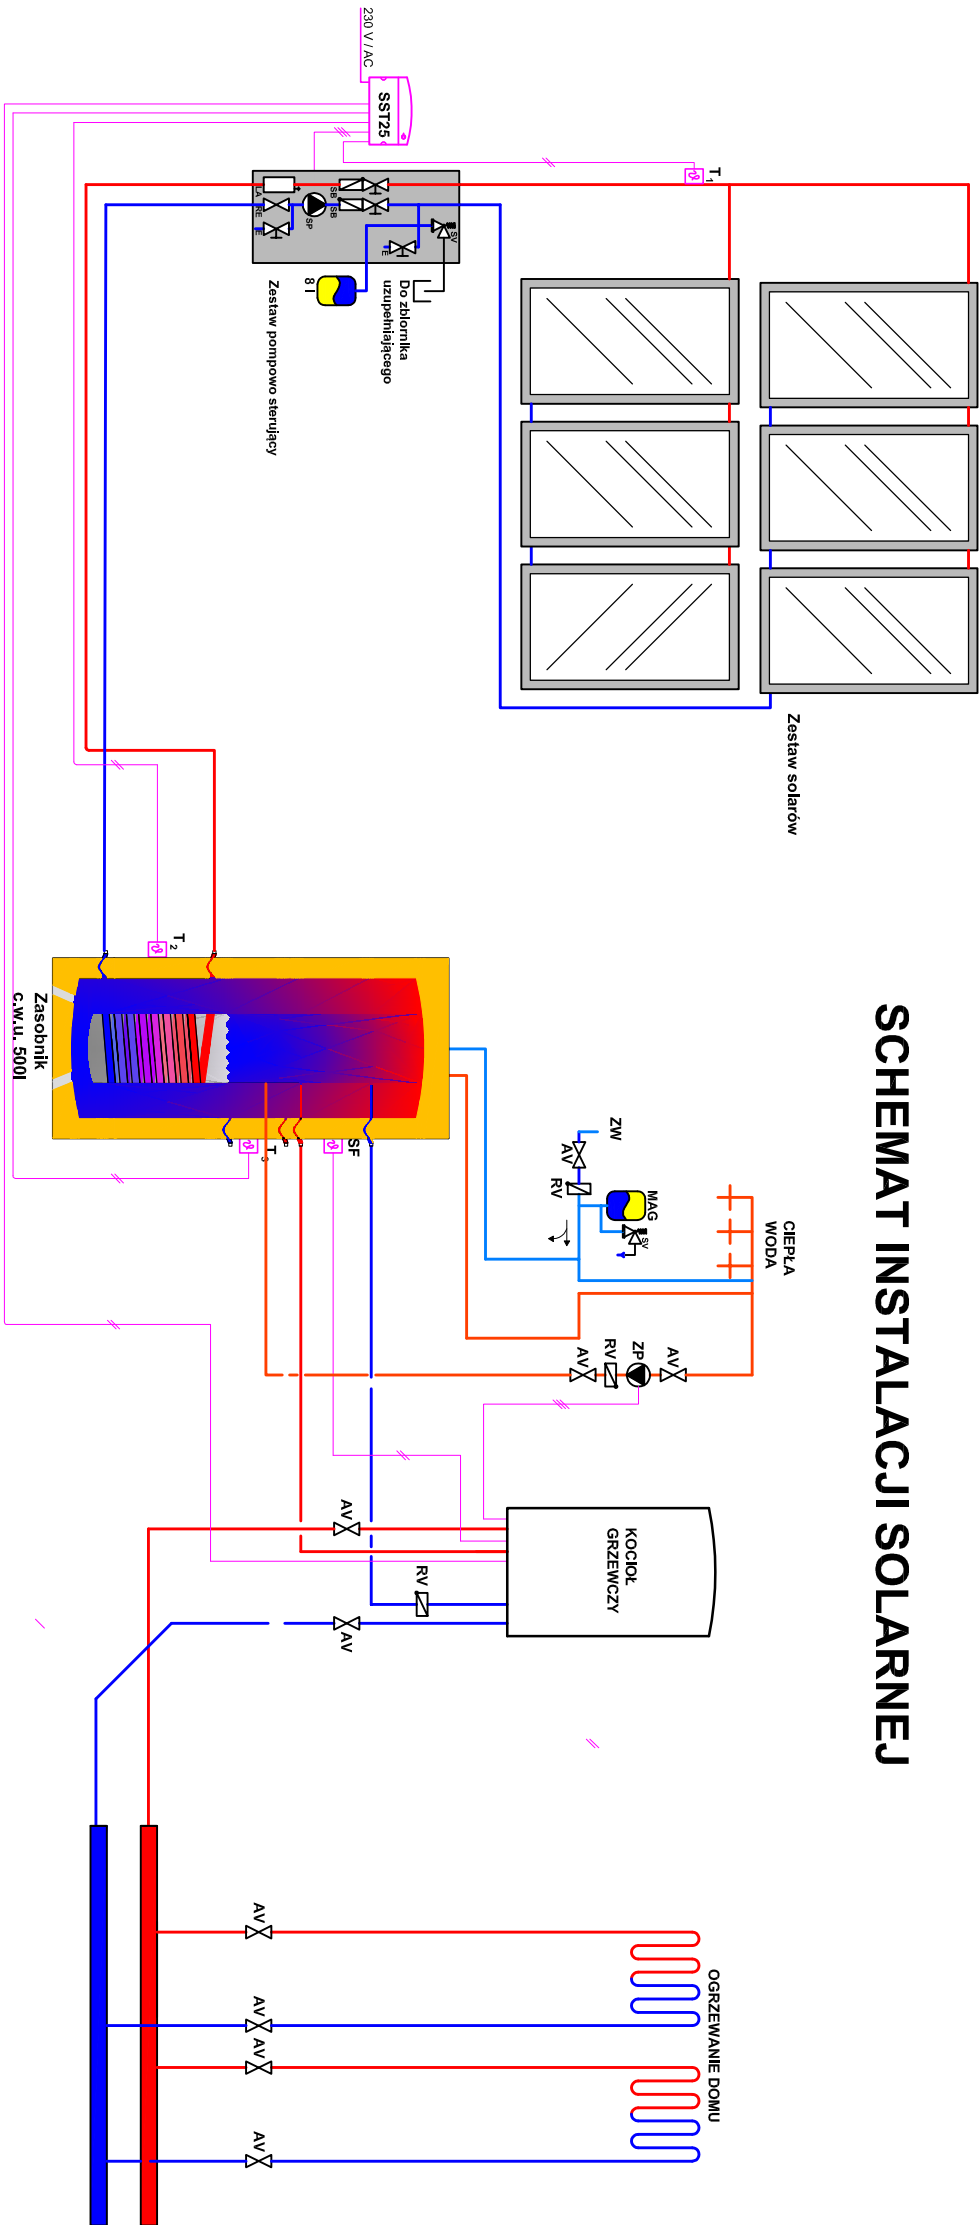 SCHEMAT INSTALACJI SOLARNEJ
230 V / AC
SST25
T1
LA
RE
E
SP
SB
SB
E
SV
8 l
Do zbiornika
uzupełniającego
Zestaw pompowo sterujący
Zestaw solarów
T2
Zasobnik
c.w.u. 500l
T3
SF
ZW
AV
RV
MAG
SV
CIEPŁA
WODA
AV
RV
ZP
AV
KOCIOŁ
GRZEWCZY
AV
RV
AV
OGRZEWANIE DOMU
AV
AV
AV
AV